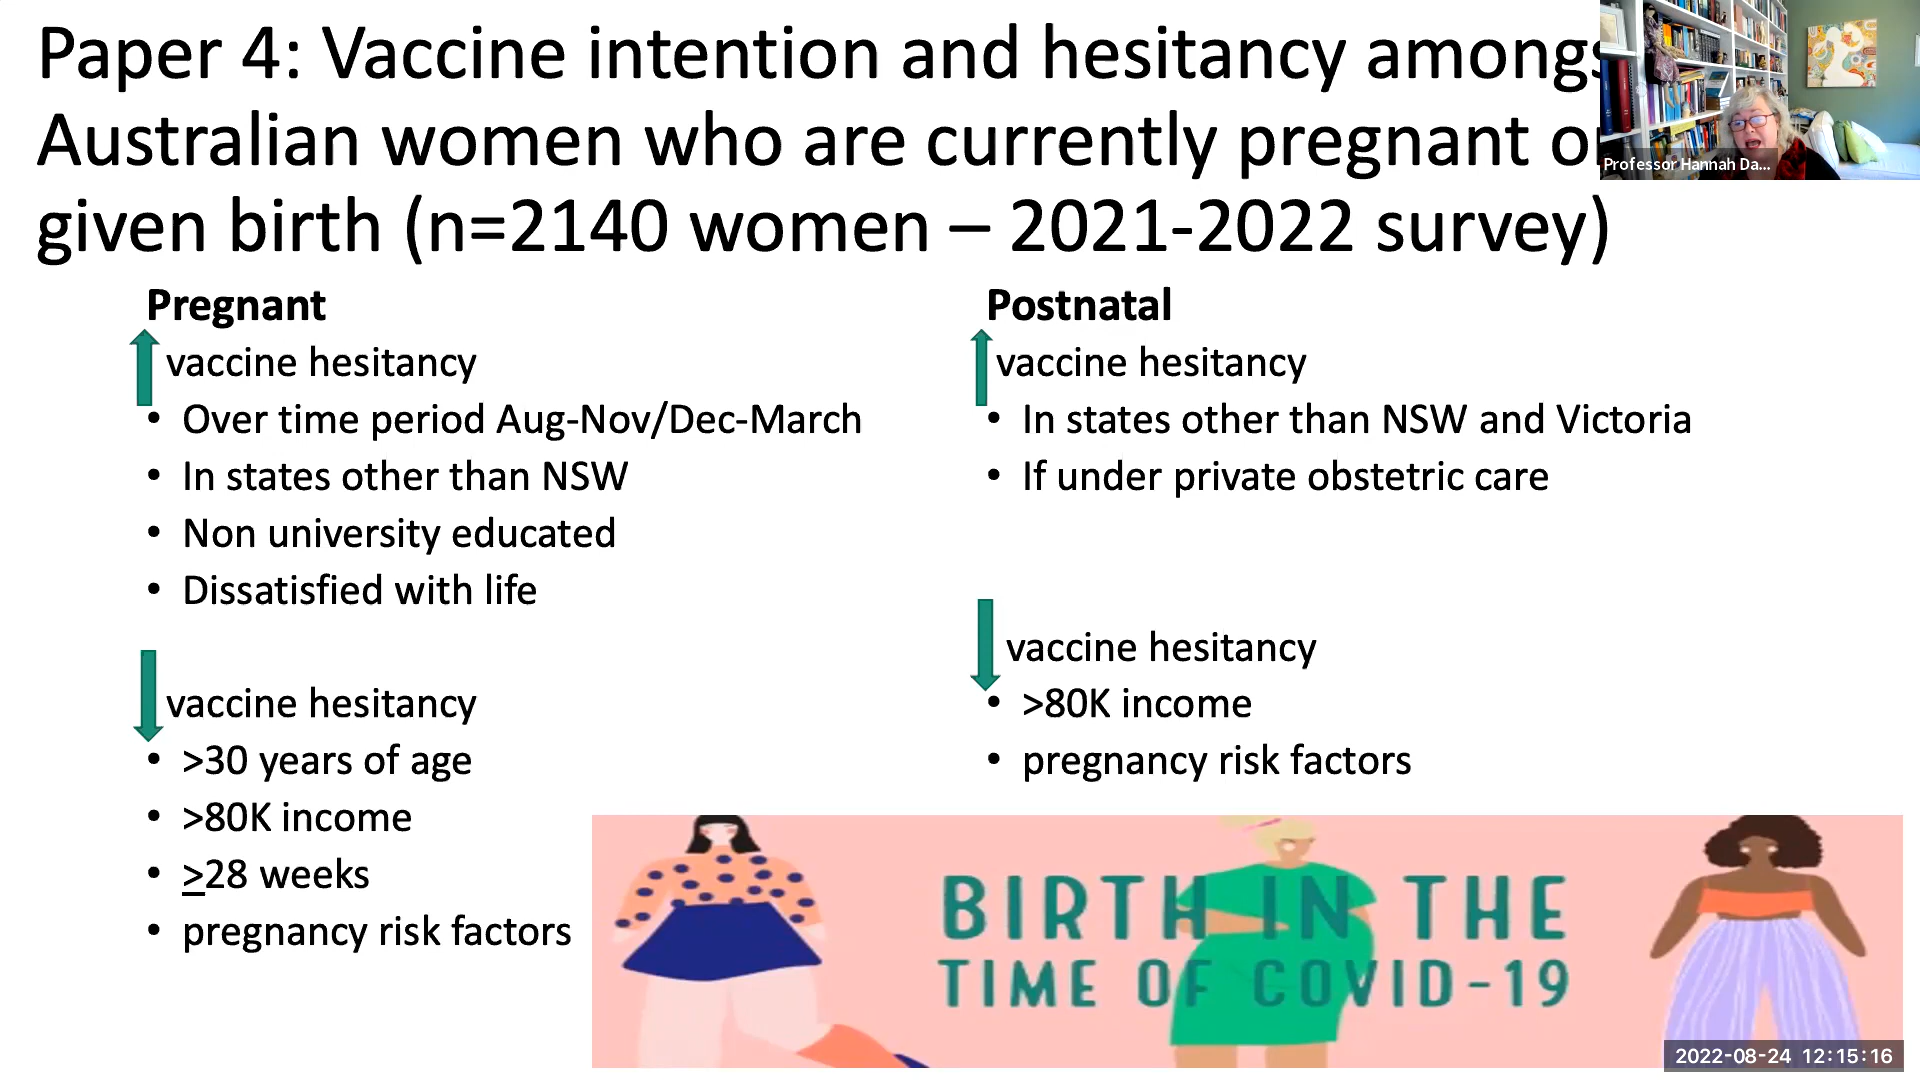 Paper 4: Vaccine intention and hesitancy amongs
Australian women who are currently pregnant o
given birth (n=2140 women – 2021-2022 survey)
Professor Hannah Da...
Pregnant
vaccine hesitancy
• Over time period Aug-Nov/Dec-March
• In states other than NSW
• Non university educated
• Dissatisfied with life
vaccine hesitancy
• >30 years of age
• >80K income
• ≥28 weeks
• pregnancy risk factors
Postnatal
vaccine hesitancy
• In states other than NSW and Victoria
• If under private obstetric care
vaccine hesitancy
• >80K income
• pregnancy risk factors
BIRTH IN THE
TIME OF COVID-19
2022-08-24 12:15:16